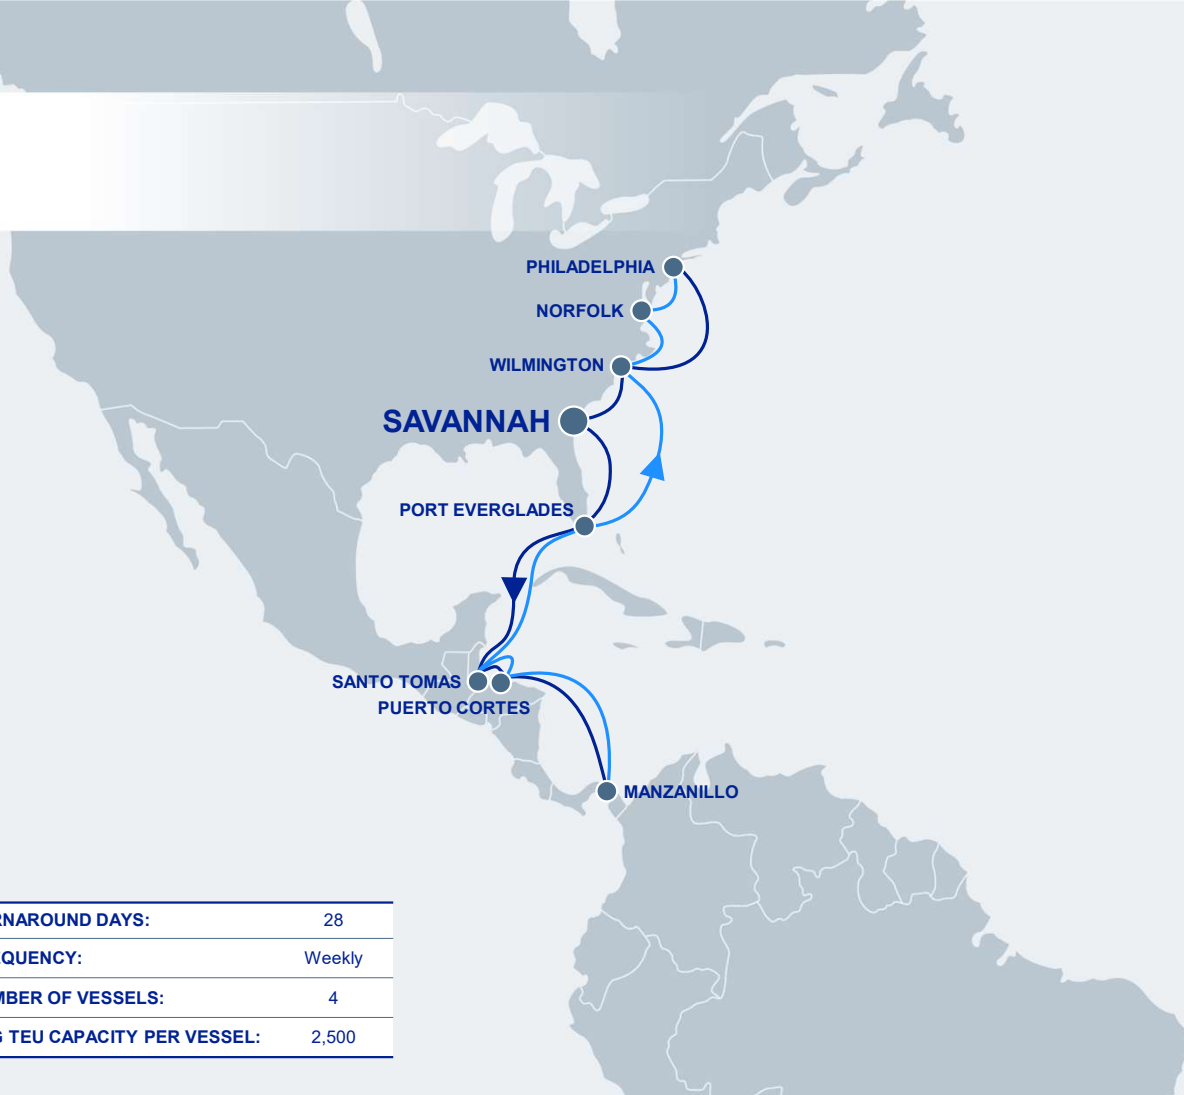 PHILADELPHIA
NORFOLK
WILMINGTON
SAVANNAH
PORT EVERGLADES
SANTO TOMAS
PUERTO CORTES
MANZANILLO
RNAROUND DAYS: 28
EQUENCY: Weekly
MBER OF VESSELS: 4
G TEU CAPACITY PER VESSEL: 2,500